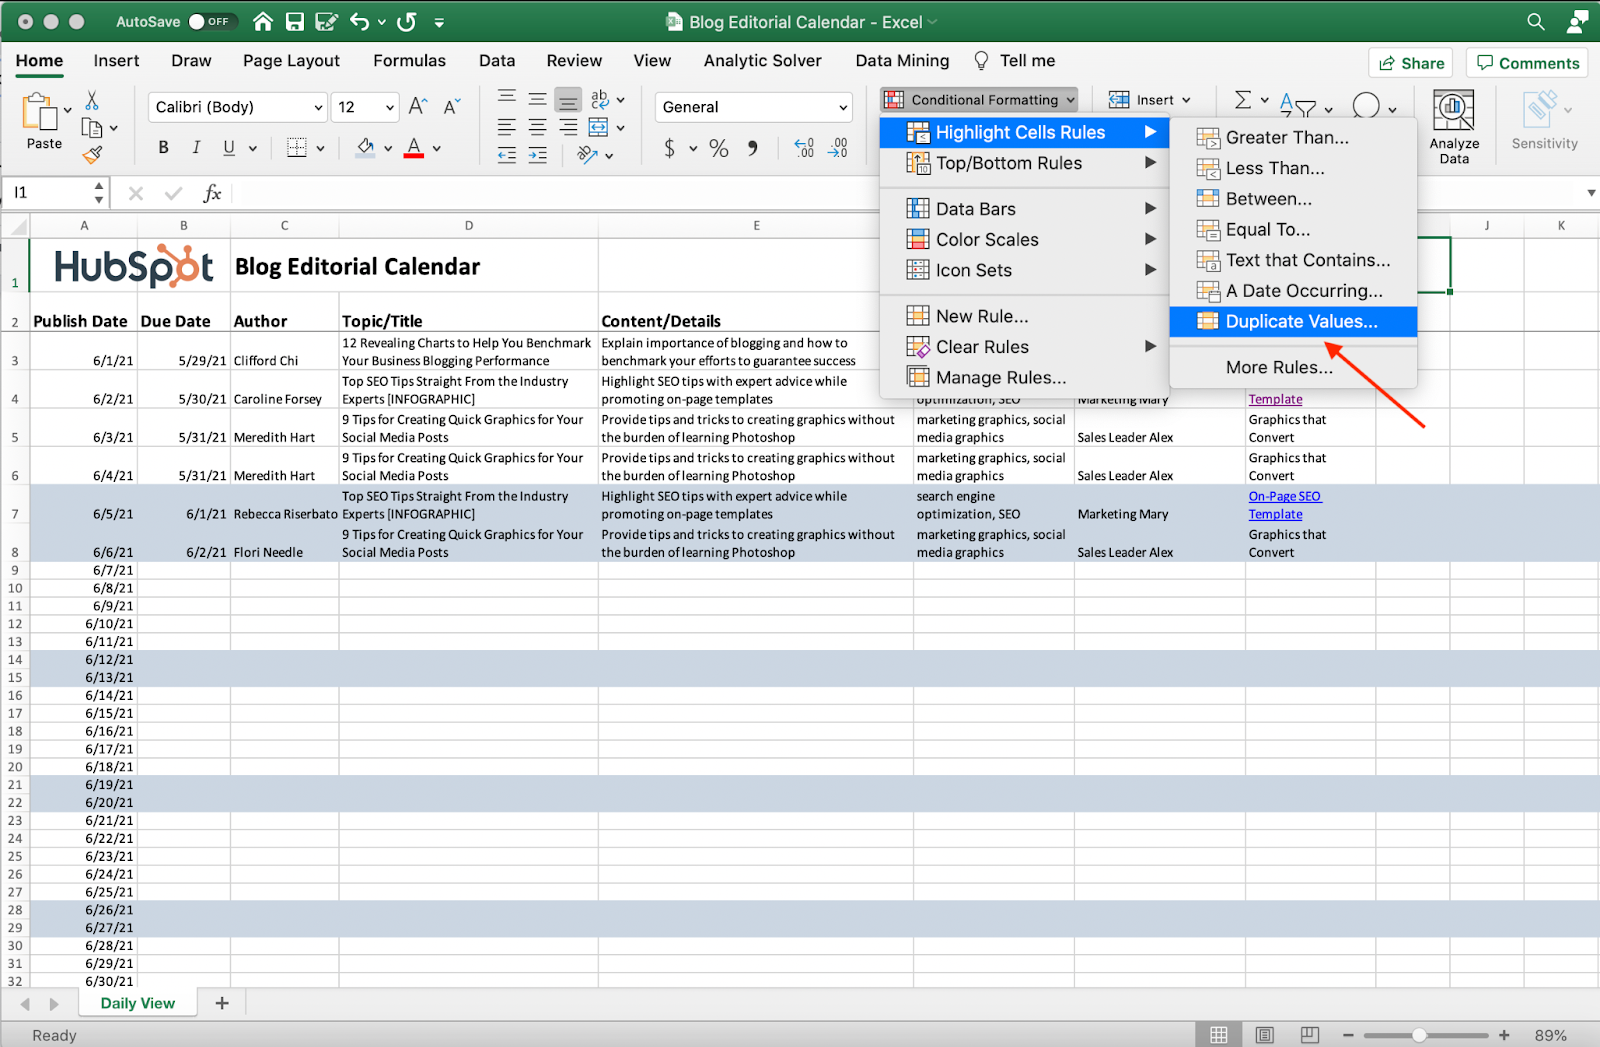 AutoSave OFF
Blog Editorial Calendar - Excel
Home Insert Draw Page Layout Formulas Data Review View Analytic Solver Data Mining Tell me
Share Comments
Paste
Calibri (Body) 12 A A
B I U A
ab
General
$ % 9
.00 .00
Conditional Formatting
Insert
Analyze
Data
Sensitivity
Highlight Cells Rules
Top/Bottom Rules
Data Bars
Color Scales
Icon Sets
New Rule...
Clear Rules
Manage Rules...
Greater Than...
Less Than...
Between...
Equal To...
Text that Contains...
A Date Occurring...
Duplicate Values...
More Rules...
I1 fx
A B C D E J K
1 HubSpot Blog Editorial Calendar
2 Publish Date Due Date Author Topic/Title Content/Details
12 Revealing Charts to Help You Benchmark Explain importance of blogging and how to
3 6/1/21 5/29/21 Clifford Chi Your Business Blogging Performance benchmark your efforts to guarantee success
Top SEO Tips Straight From the Industry Highlight SEO tips with expert advice while
4 6/2/21 5/30/21 Caroline Forsey Experts [INFOGRAPHIC] promoting on-page templates optimization, SEO Marketing Mary Template
9 Tips for Creating Quick Graphics for Your Provide tips and tricks to creating graphics without marketing graphics, social Graphics that
5 6/3/21 5/31/21 Meredith Hart Social Media Posts the burden of learning Photoshop media graphics Sales Leader Alex Convert
9 Tips for Creating Quick Graphics for Your Provide tips and tricks to creating graphics without marketing graphics, social Graphics that
6 6/4/21 5/31/21 Meredith Hart Social Media Posts the burden of learning Photoshop media graphics Sales Leader Alex Convert
Top SEO Tips Straight From the Industry Highlight SEO tips with expert advice while search engine On-Page SEO
7 6/5/21 6/1/21 Rebecca Riserbato Experts [INFOGRAPHIC] promoting on-page templates optimization, SEO Marketing Mary Template
9 Tips for Creating Quick Graphics for Your Provide tips and tricks to creating graphics without marketing graphics, social Graphics that
8 6/6/21 6/2/21 Flori Needle Social Media Posts the burden of learning Photoshop media graphics Sales Leader Alex Convert
9 6/7/21
10 6/8/21
11 6/9/21
12 6/10/21
13 6/11/21
14 6/12/21
15 6/13/21
16 6/14/21
17 6/15/21
18 6/16/21
19 6/17/21
20 6/18/21
21 6/19/21
22 6/20/21
23 6/21/21
24 6/22/21
25 6/23/21
26 6/24/21
27 6/25/21
28 6/26/21
29 6/27/21
30 6/28/21
31 6/29/21
32 6/30/21
Daily View +
Ready 89%